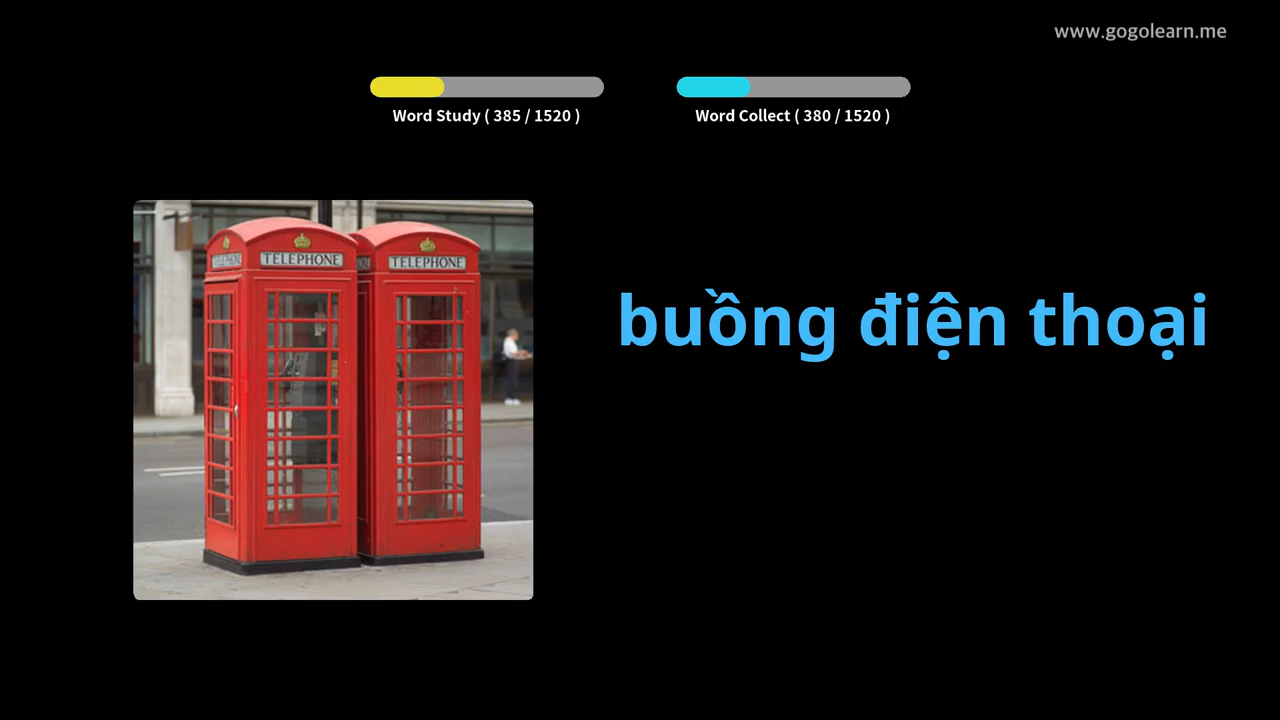 www.gogolearn.me
Word Study ( 385 / 1520 )
Word Collect ( 380 / 1520 )
TELEPHONE
TELEPHONE
buồng điện thoại